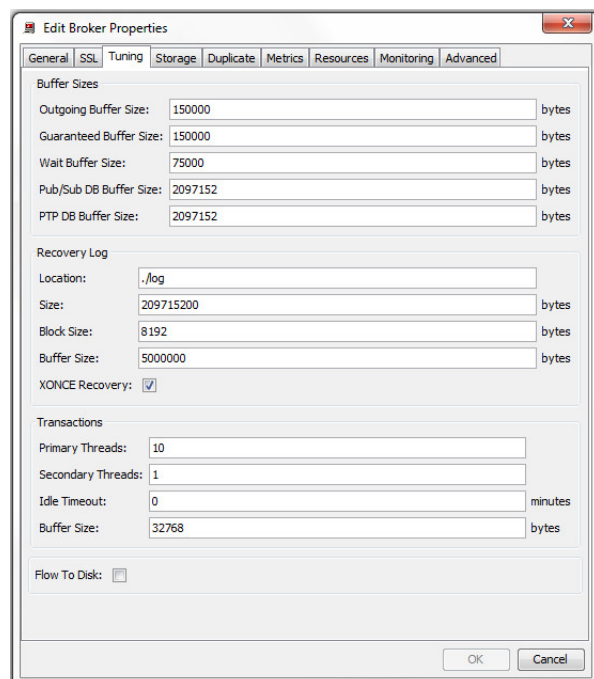 Edit Broker Properties
General SSL Tuning Storage Duplicate Metrics Resources Monitoring Advanced
Buffer Sizes
Outgoing Buffer Size: 150000 bytes
Guaranteed Buffer Size: 150000 bytes
Wait Buffer Size: 75000 bytes
Pub/Sub DB Buffer Size: 2097152 bytes
PTP DB Buffer Size: 2097152 bytes
Recovery Log
Location: ./log
Size: 209715200 bytes
Block Size: 8192 bytes
Buffer Size: 5000000 bytes
XONCE Recovery:
Transactions
Primary Threads: 10
Secondary Threads: 1
Idle Timeout: 0 minutes
Buffer Size: 32768 bytes
Flow To Disk:
OK Cancel